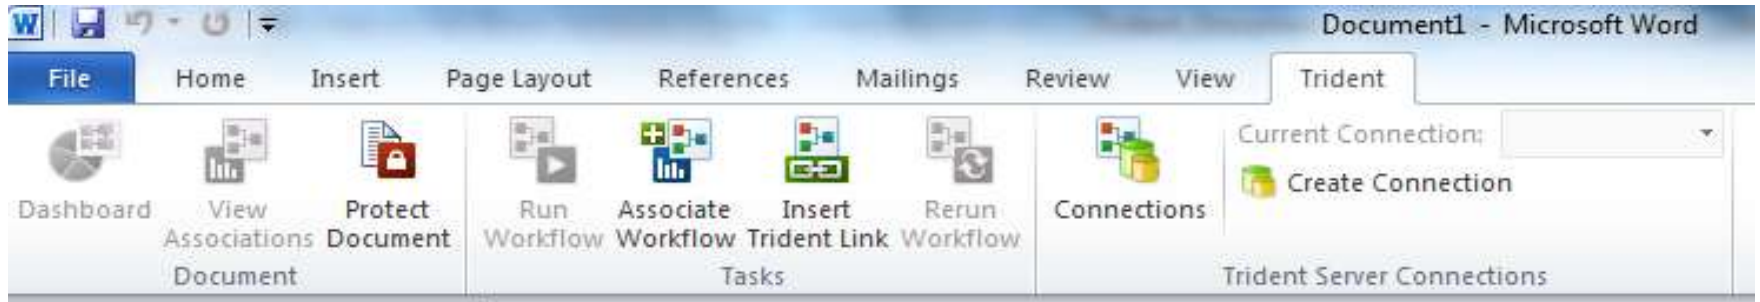 Document1 - Microsoft Word
File Home Insert Page Layout References Mailings Review View Trident
Dashboard
View
Associations
Protect
Document
Run
Workflow
Associate
Workflow
Insert
Trident Link
Rerun
Workflow
Connections
Current Connection:
Create Connection
Document
Tasks
Trident Server Connections